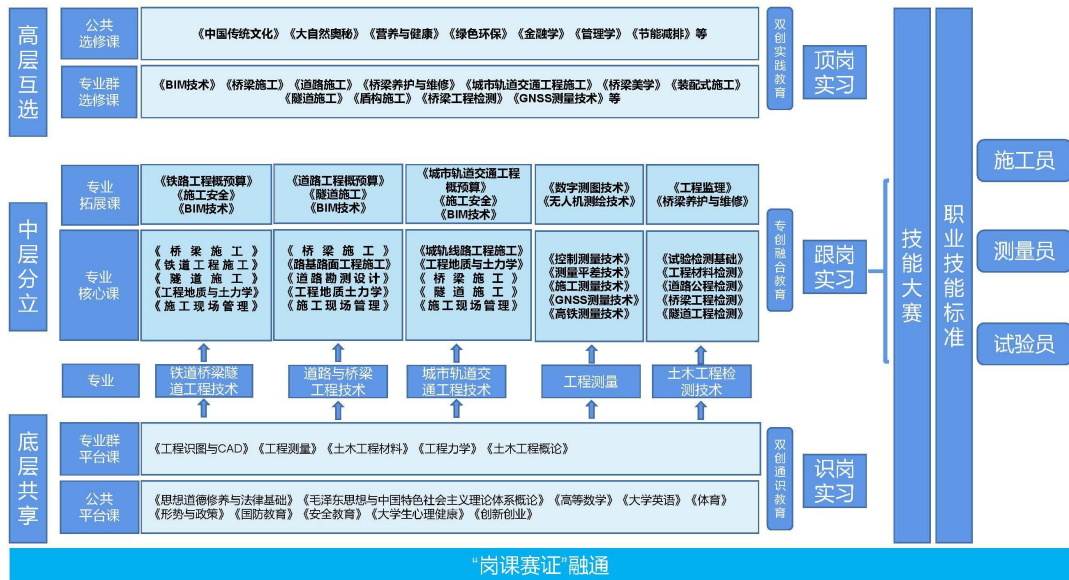 高层互选
公共
选修课
《中国传统文化》《大自然奥秘》《营养与健康》《绿色环保》《金融学》《管理学》《节能减排》等
专业群
选修课
《BIM技术》《桥梁施工》《道路施工》《桥梁养护与维修》《城市轨道交通工程施工》《桥梁美学》《装配式施工》
《隧道施工》《盾构施工》《桥梁工程检测》《GNSS测量技术》等
双创实践教育
顶岗
实习
中层分立
专业
拓展课
《铁路工程概预算》
《施工安全》
《BIM技术》
《道路工程概预算》
《隧道施工》
《BIM技术》
《城市轨道交通工程
概预算》
《施工安全》
《BIM技术》
《数字测图技术》
《无人机测绘技术》
《工程监理》
《桥梁养护与维修》
专业
核心课
《桥梁施工》
《铁道工程施工》
《隧道施工》
《工程地质与土力学》
《施工现场管理》
《桥梁施工》
《路基路面工程施工》
《道路勘测设计》
《工程地质土力学》
《施工现场管理》
《城轨线路工程施工》
《工程地质与土力学》
《桥梁施工》
《隧道施工》
《施工现场管理》
《控制测量技术》
《测量平差技术》
《施工测量技术》
《GNSS测量技术》
《高铁测量技术》
《试验检测基础》
《工程材料检测》
《道路公程检测》
《桥梁工程检测》
《隧道工程检测》
专创融合教育
跟岗
实习
专业
铁道桥梁隧
道工程技术
道路与桥梁
工程技术
城市轨道交
通工程技术
工程测量
土木工程检
测技术
底层共享
专业群
平台课
《工程识图与CAD》《工程测量》《土木工程材料》《工程力学》《土木工程概论》
公共
平台课
《思想道德修养与法律基础》《毛泽东思想与中国特色社会主义理论体系概论》《高等数学》《大学英语》《体育》
《形势与政策》《国防教育》《安全教育》《大学生心理健康》《创新创业》
双创通识教育
识岗
实习
技能大赛
职业技能标准
施工员
测量员
试验员
“岗课赛证”融通